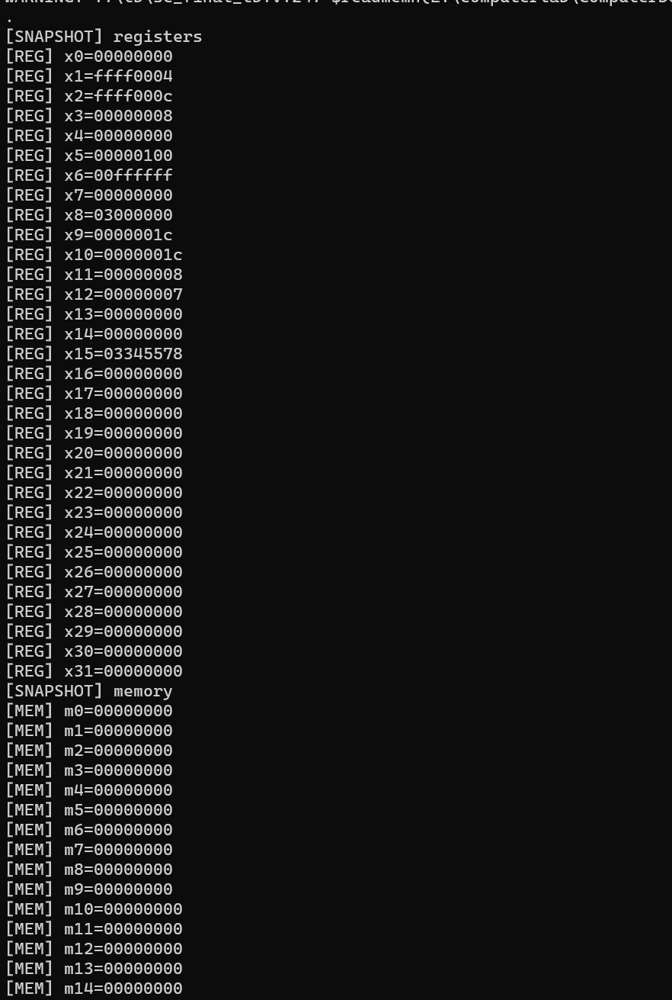 .
[SNAPSHOT] registers
[REG] x0=00000000
[REG] x1=ffff0004
[REG] x2=ffff000c
[REG] x3=00000008
[REG] x4=00000000
[REG] x5=00000100
[REG] x6=00ffffff
[REG] x7=00000000
[REG] x8=03000000
[REG] x9=0000001c
[REG] x10=0000001c
[REG] x11=00000008
[REG] x12=00000007
[REG] x13=00000000
[REG] x14=00000000
[REG] x15=03345578
[REG] x16=00000000
[REG] x17=00000000
[REG] x18=00000000
[REG] x19=00000000
[REG] x20=00000000
[REG] x21=00000000
[REG] x22=00000000
[REG] x23=00000000
[REG] x24=00000000
[REG] x25=00000000
[REG] x26=00000000
[REG] x27=00000000
[REG] x28=00000000
[REG] x29=00000000
[REG] x30=00000000
[REG] x31=00000000
[SNAPSHOT] memory
[MEM] m0=00000000
[MEM] m1=00000000
[MEM] m2=00000000
[MEM] m3=00000000
[MEM] m4=00000000
[MEM] m5=00000000
[MEM] m6=00000000
[MEM] m7=00000000
[MEM] m8=00000000
[MEM] m9=00000000
[MEM] m10=00000000
[MEM] m11=00000000
[MEM] m12=00000000
[MEM] m13=00000000
[MEM] m14=00000000